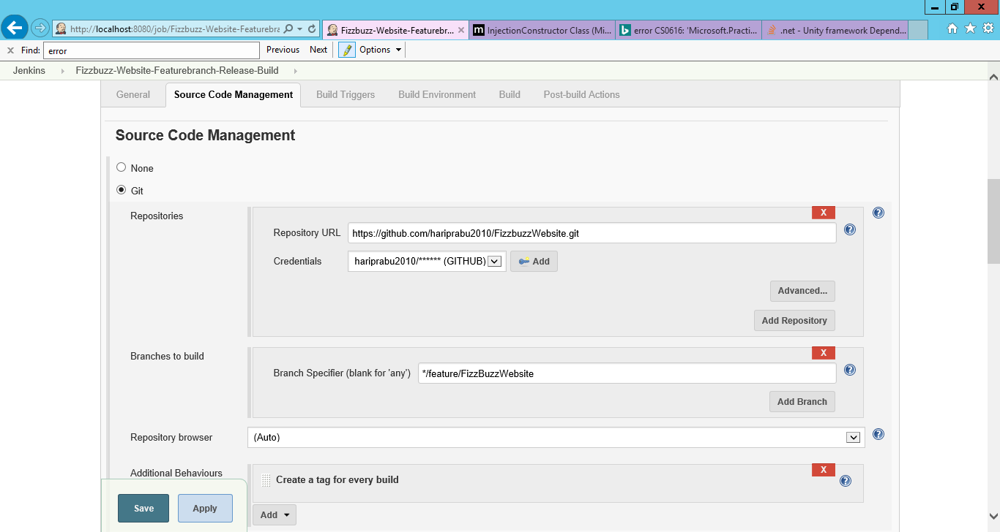 http://localhost:8080/job/Fizzbuzz-Website-Featurebra
Fizzbuzz-Website-Featurebr...
InjectionConstructor Class (Mi...
error CS0616: 'Microsoft.Practi...
.net - Unity framework Depend...
x Find: error Previous Next Options
Jenkins Fizzbuzz-Website-Featurebranch-Release-Build
General Source Code Management Build Triggers Build Environment Build Post-build Actions
Source Code Management
None
Git
Repositories
X
Repository URL https://github.com/hariprabu2010/FizzbuzzWebsite.git
Credentials hariprabu2010/****** (GITHUB) Add
Advanced...
Add Repository
Branches to build
X
Branch Specifier (blank for 'any') */feature/FizzBuzzWebsite
Add Branch
Repository browser (Auto)
Additional Behaviours
X
Create a tag for every build
Save Apply Add